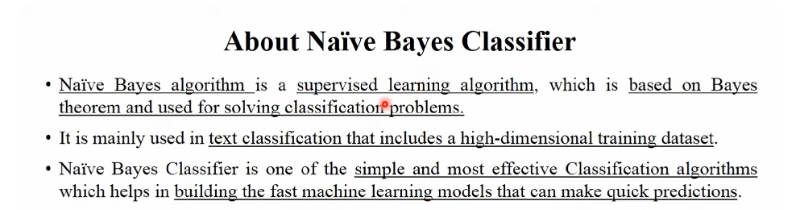 About Naïve Bayes Classifier
• Naïve Bayes algorithm is a supervised learning algorithm, which is based on Bayes
theorem and used for solving classification problems.
• It is mainly used in text classification that includes a high-dimensional training dataset.
• Naïve Bayes Classifier is one of the simple and most effective Classification algorithms
which helps in building the fast machine learning models that can make quick predictions.